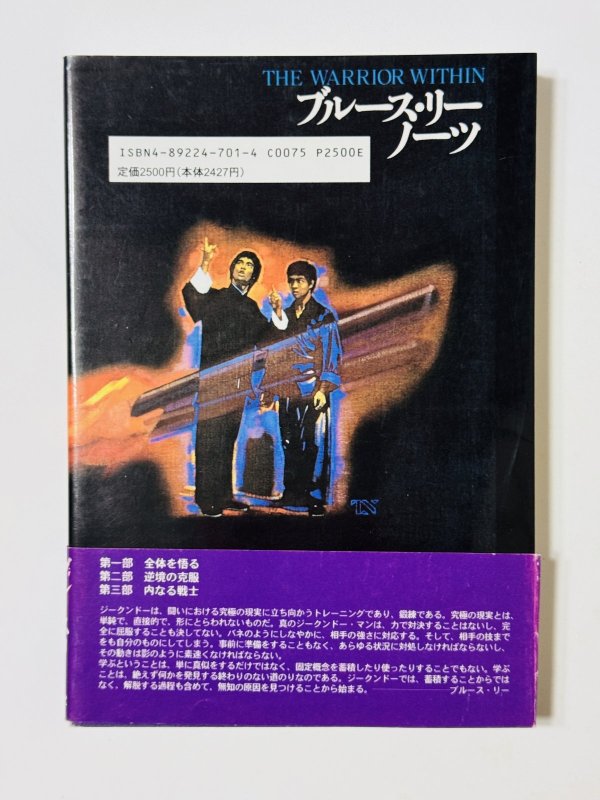 THE WARRIOR WITHIN
ブルース・リー
ノーツ
ISBN4-89224-701-4 C0075 P2500E
定価2500円(本体2427円)
TN
第一部 全体を悟る
第二部 逆境の克服
第三部 内なる戦士
ジークンドーは、闘いにおける究極の現実に立ち向かうトレーニングであり、鍛練である。究極の現実とは、
単純で、直接的で、形にとらわれないものだ。真のジークンドー・マンは、力で対決することはないし、完
全に屈服することも決してない。バネのようにしなやかに、相手の強さに対応する。そして、相手の技まで
をも自分のものにしてしまう。事前に準備をすることもなく、あらゆる状況に対処しなければならないし、
その動きは影のように素速くなければならない。
学ぶということは、単に真似をするだけではなく、固定概念を蓄積したり使ったりすることでもない。学ぶ
ことは、絶えず何かを発見する終わりのない道のりなのである。ジークンドーでは、蓄積することからでは
なく、解脱する過程も含めて、無知の原因を見つけることから始まる。――――ブルース・リー